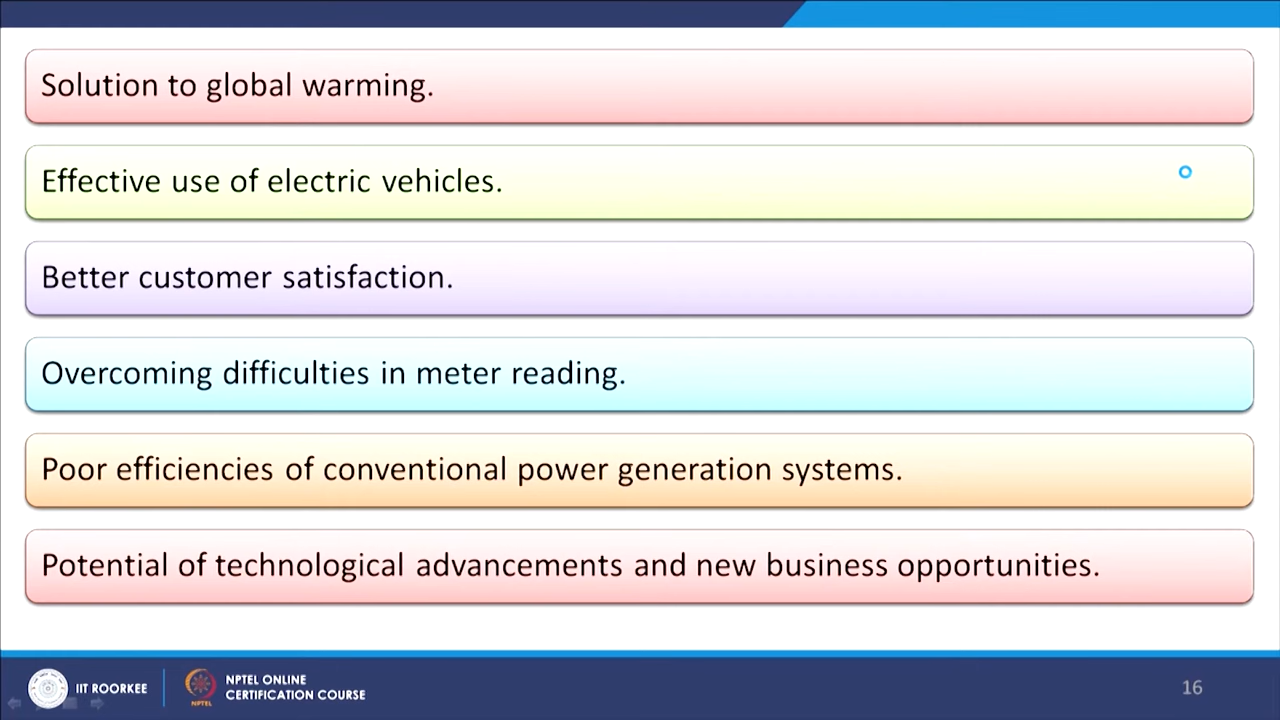 Solution to global warming.
Effective use of electric vehicles.
Better customer satisfaction.
Overcoming difficulties in meter reading.
Poor efficiencies of conventional power generation systems.
Potential of technological advancements and new business opportunities.
IIT ROORKEE
NPTEL
NPTEL ONLINE
CERTIFICATION COURSE
16